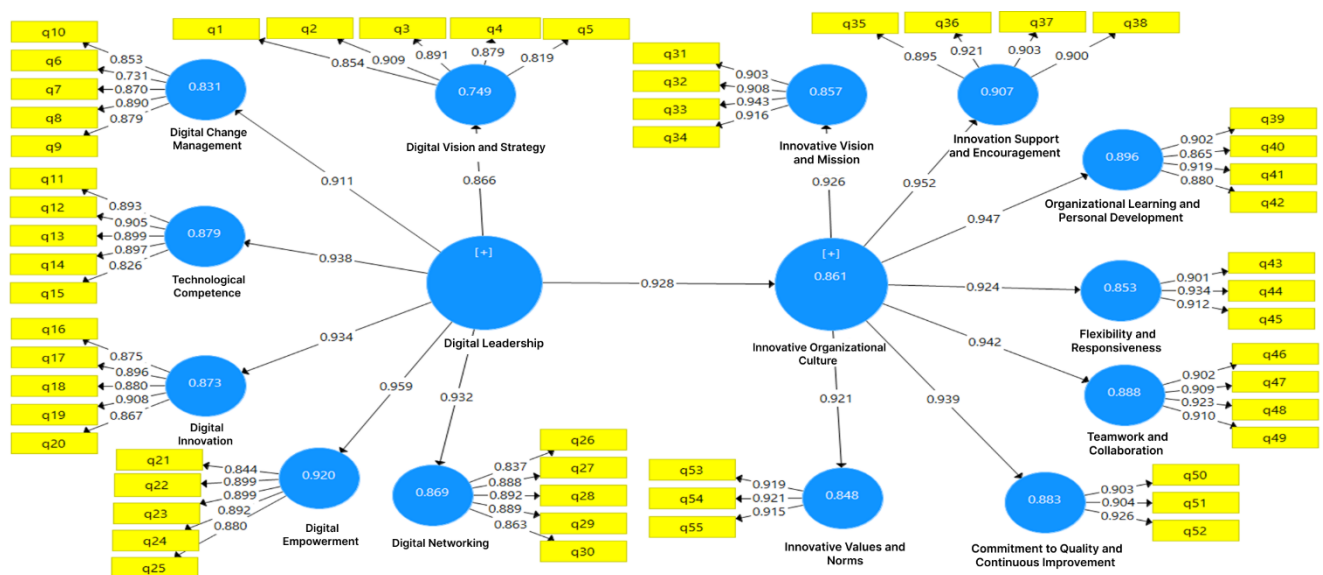 q10
q6
q7
q8
q9
0.853
0.731
0.870
0.890
0.879
0.831
Digital Change
Management
q1
q2
q3
q4
q5
0.854
0.909
0.891
0.879
0.819
0.749
Digital Vision and Strategy
0.911
0.866
q11
q12
q13
q14
q15
0.893
0.905
0.899
0.897
0.826
0.879
Technological
Competence
0.938
q16
q17
q18
q19
q20
0.875
0.896
0.880
0.908
0.867
0.873
Digital
Innovation
0.934
q21
q22
q23
q24
q25
0.844
0.899
0.899
0.892
0.880
0.920
Digital
Empowerment
0.959
q26
q27
q28
q29
q30
0.837
0.888
0.892
0.889
0.863
0.869
Digital Networking
0.932
[+]
Digital Leadership
0.928
[+]
0.861
Innovative Organizational
Culture
q31
q32
q33
q34
0.903
0.908
0.943
0.916
0.857
Innovative Vision
and Mission
0.926
q35
q36
q37
q38
0.895
0.921
0.903
0.900
0.907
Innovation Support
and Encouragement
0.952
q39
q40
q41
q42
0.902
0.865
0.919
0.880
0.896
Organizational Learning and
Personal Development
0.947
q43
q44
q45
0.901
0.934
0.912
0.853
Flexibility and
Responsiveness
0.924
q46
q47
q48
q49
0.902
0.909
0.923
0.910
0.888
Teamwork and
Collaboration
0.942
q50
q51
q52
0.903
0.904
0.926
0.883
Commitment to Quality and
Continuous Improvement
0.939
q53
q54
q55
0.919
0.921
0.915
0.848
Innovative Values and
Norms
0.921